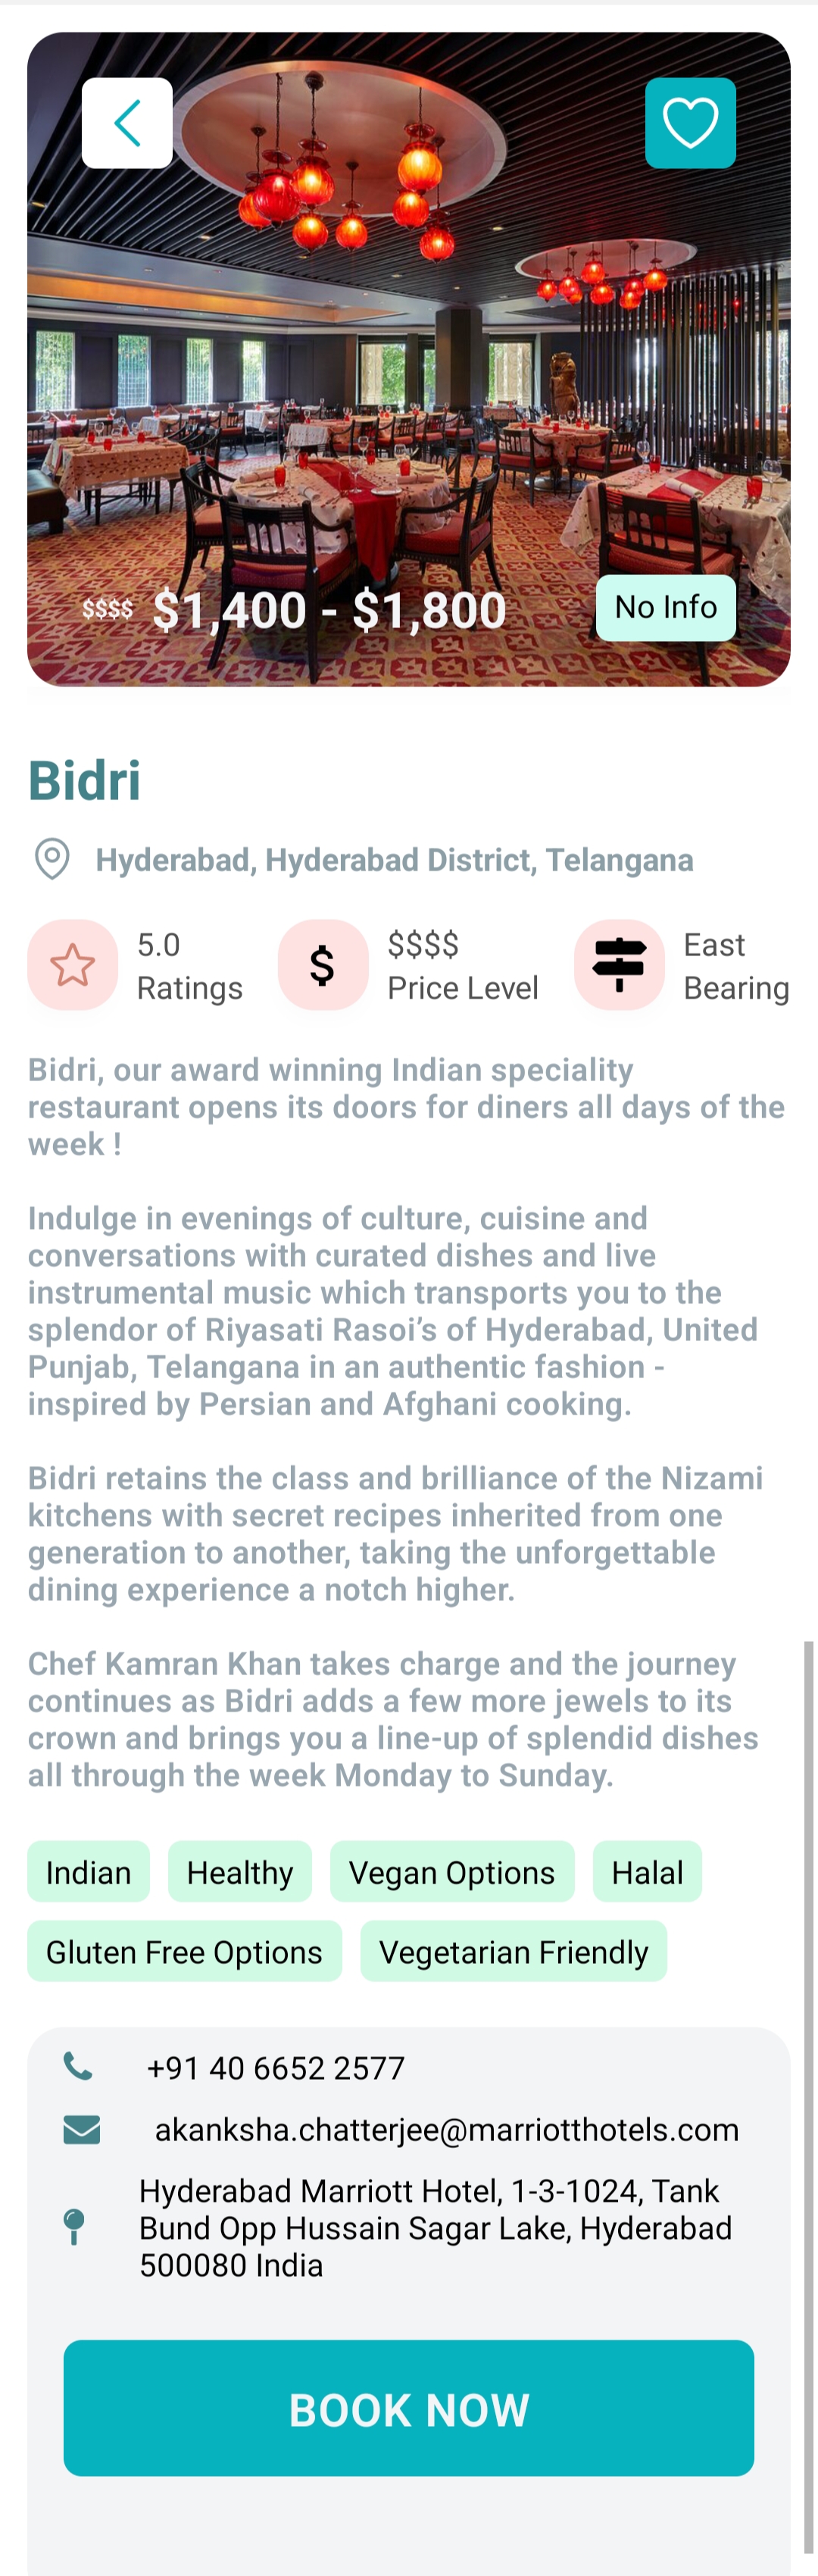 $$$$ $1,400 - $1,800
No Info
Bidri
Hyderabad, Hyderabad District, Telangana
5.0
Ratings
$
$$$$
Price Level
East
Bearing
Bidri, our award winning Indian speciality
restaurant opens its doors for diners all days of the
week !
Indulge in evenings of culture, cuisine and
conversations with curated dishes and live
instrumental music which transports you to the
splendor of Riyasati Rasoi’s of Hyderabad, United
Punjab, Telangana in an authentic fashion -
inspired by Persian and Afghani cooking.
Bidri retains the class and brilliance of the Nizami
kitchens with secret recipes inherited from one
generation to another, taking the unforgettable
dining experience a notch higher.
Chef Kamran Khan takes charge and the journey
continues as Bidri adds a few more jewels to its
crown and brings you a line-up of splendid dishes
all through the week Monday to Sunday.
Indian Healthy Vegan Options Halal
Gluten Free Options Vegetarian Friendly
+91 40 6652 2577
akanksha.chatterjee@marriotthotels.com
Hyderabad Marriott Hotel, 1-3-1024, Tank
Bund Opp Hussain Sagar Lake, Hyderabad
500080 India
BOOK NOW